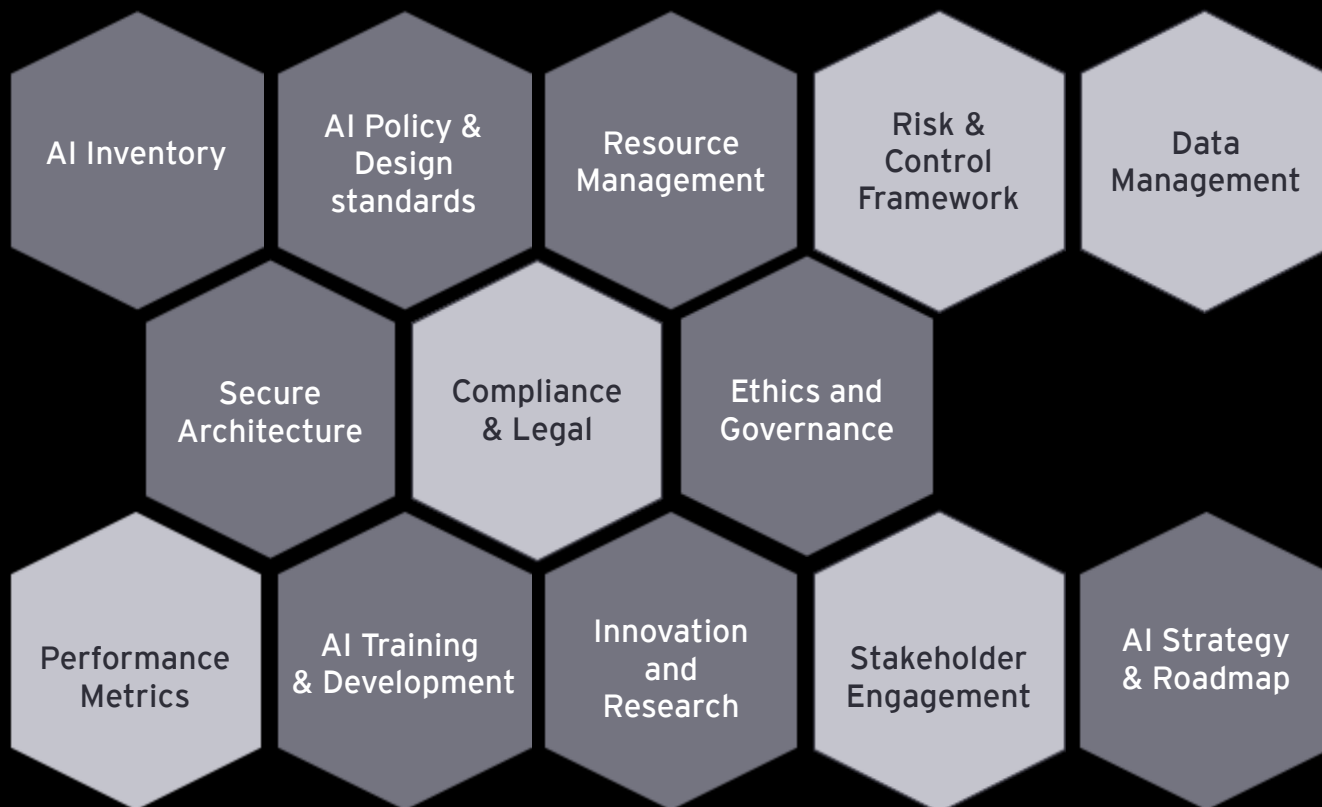 AI Inventory
AI Policy &
Design
standards
Resource
Management
Risk &
Control
Framework
Data
Management
Secure
Architecture
Compliance
& Legal
Ethics and
Governance
Performance
Metrics
AI Training
& Development
Innovation
and
Research
Stakeholder
Engagement
AI Strategy
& Roadmap